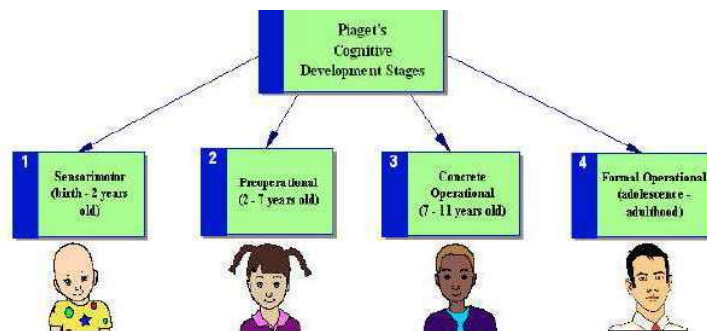 Piaget's
Cognitive
Development Stages
1
Sensorimotor
(birth - 2 years
old)
2
Preoperational
(2 - 7 years old)
3
Concrete
Operational
(7 - 11 years old)
4
Formal Operational
(adolescence -
adulthood)